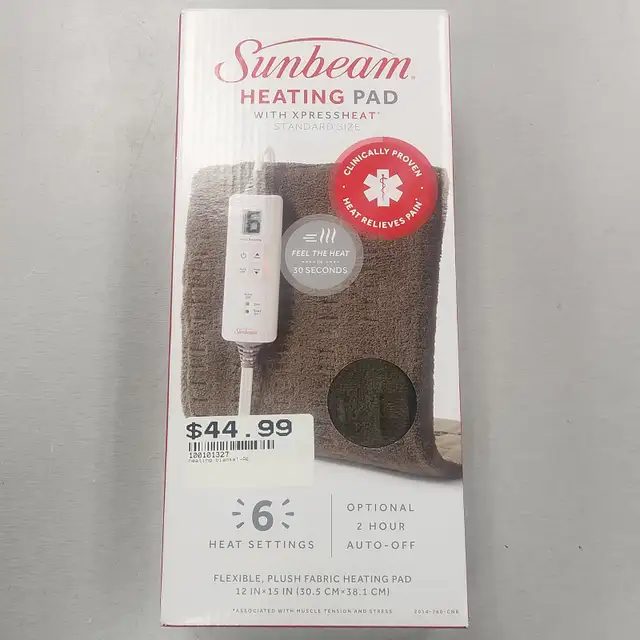 Sunbeam
HEATING PAD
WITH XPRESSHEAT*
STANDARD SIZE
CLINICALLY PROVEN
HEAT RELIEVES PAIN*
6
FEEL THE HEAT
IN
30 SECONDS
Sunbeam
$44.99
100101327
6
HEAT SETTINGS
OPTIONAL
2 HOUR
AUTO-OFF
FLEXIBLE, PLUSH FABRIC HEATING PAD
12 IN×15 IN (30.5 CM×38.1 CM)
*ASSOCIATED WITH MUSCLE TENSION AND STRESS